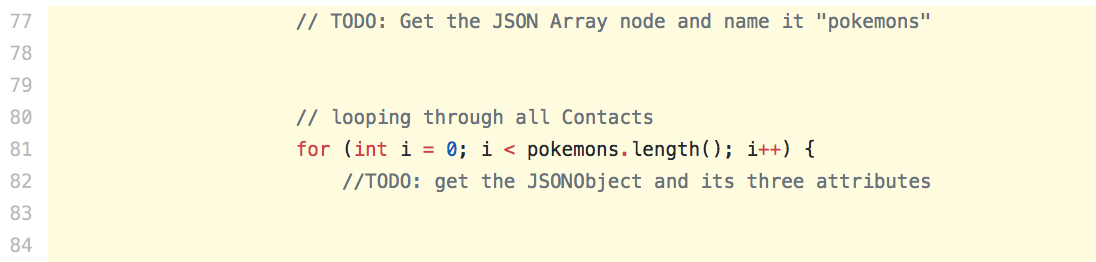 77 // TODO: Get the JSON Array node and name it "pokemons"
78
79
80 // looping through all Contacts
81 for (int i = 0; i < pokemons.length(); i++) {
82 //TODO: get the JSONObject and its three attributes
83
84